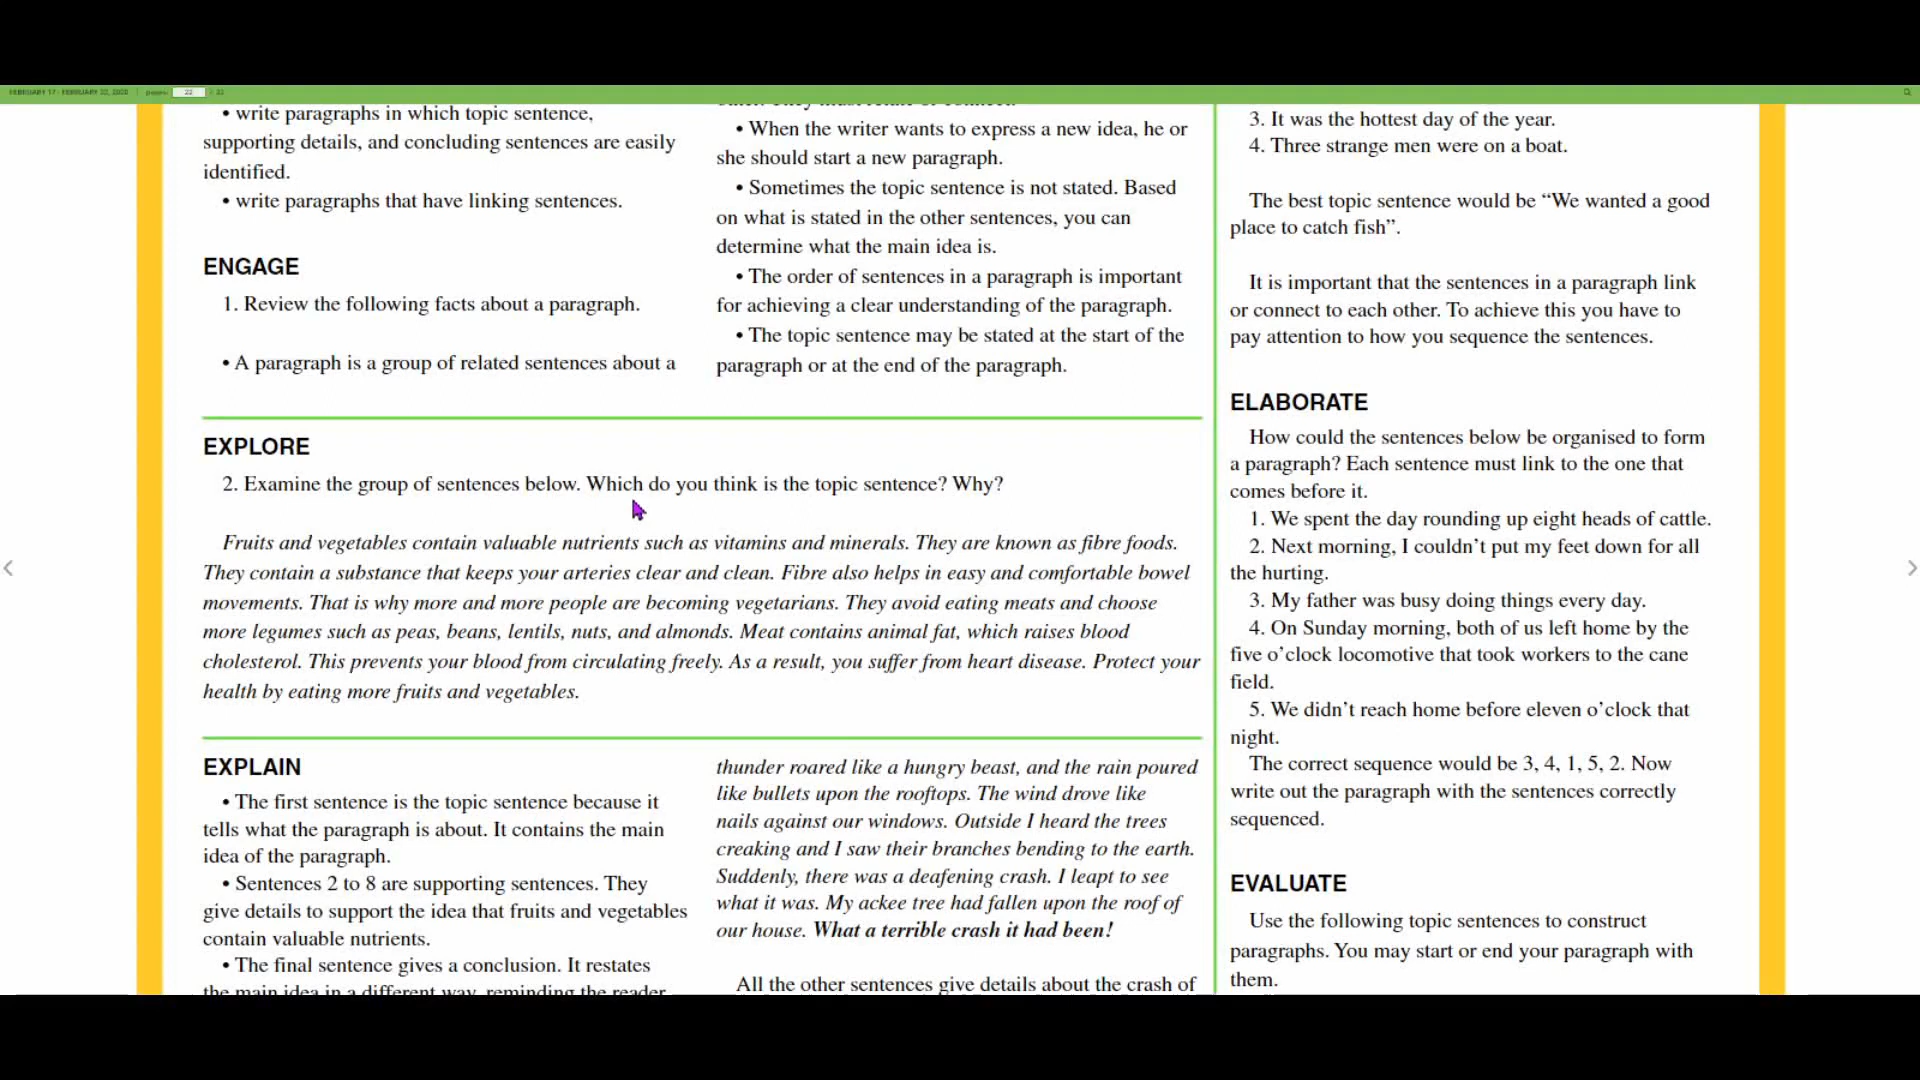 FEBRUARY 17 - FEBRUARY 22, 2020
pages:
22
• write paragraphs in which topic sentence,
supporting details, and concluding sentences are easily
identified.
• write paragraphs that have linking sentences.
ENGAGE
1. Review the following facts about a paragraph.
• A paragraph is a group of related sentences about a
• When the writer wants to express a new idea, he or
she should start a new paragraph.
• Sometimes the topic sentence is not stated. Based
on what is stated in the other sentences, you can
determine what the main idea is.
• The order of sentences in a paragraph is important
for achieving a clear understanding of the paragraph.
• The topic sentence may be stated at the start of the
paragraph or at the end of the paragraph.
EXPLORE
2. Examine the group of sentences below. Which do you think is the topic sentence? Why?
Fruits and vegetables contain valuable nutrients such as vitamins and minerals. They are known as fibre foods.
They contain a substance that keeps your arteries clear and clean. Fibre also helps in easy and comfortable bowel
movements. That is why more and more people are becoming vegetarians. They avoid eating meats and choose
more legumes such as peas, beans, lentils, nuts, and almonds. Meat contains animal fat, which raises blood
cholesterol. This prevents your blood from circulating freely. As a result, you suffer from heart disease. Protect your
health by eating more fruits and vegetables.
EXPLAIN
• The first sentence is the topic sentence because it
tells what the paragraph is about. It contains the main
idea of the paragraph.
• Sentences 2 to 8 are supporting sentences. They
give details to support the idea that fruits and vegetables
contain valuable nutrients.
• The final sentence gives a conclusion. It restates
the main idea in a different way, reminding the reader
thunder roared like a hungry beast, and the rain poured
like bullets upon the rooftops. The wind drove like
nails against our windows. Outside I heard the trees
creaking and I saw their branches bending to the earth.
Suddenly, there was a deafening crash. I leapt to see
what it was. My ackee tree had fallen upon the roof of
our house. What a terrible crash it had been!
All the other sentences give details about the crash of
3. It was the hottest day of the year.
4. Three strange men were on a boat.
The best topic sentence would be “We wanted a good
place to catch fish”.
It is important that the sentences in a paragraph link
or connect to each other. To achieve this you have to
pay attention to how you sequence the sentences.
ELABORATE
How could the sentences below be organised to form
a paragraph? Each sentence must link to the one that
comes before it.
1. We spent the day rounding up eight heads of cattle.
2. Next morning, I couldn’t put my feet down for all
the hurting.
3. My father was busy doing things every day.
4. On Sunday morning, both of us left home by the
five o’clock locomotive that took workers to the cane
field.
5. We didn’t reach home before eleven o’clock that
night.
The correct sequence would be 3, 4, 1, 5, 2. Now
write out the paragraph with the sentences correctly
sequenced.
EVALUATE
Use the following topic sentences to construct
paragraphs. You may start or end your paragraph with
them.